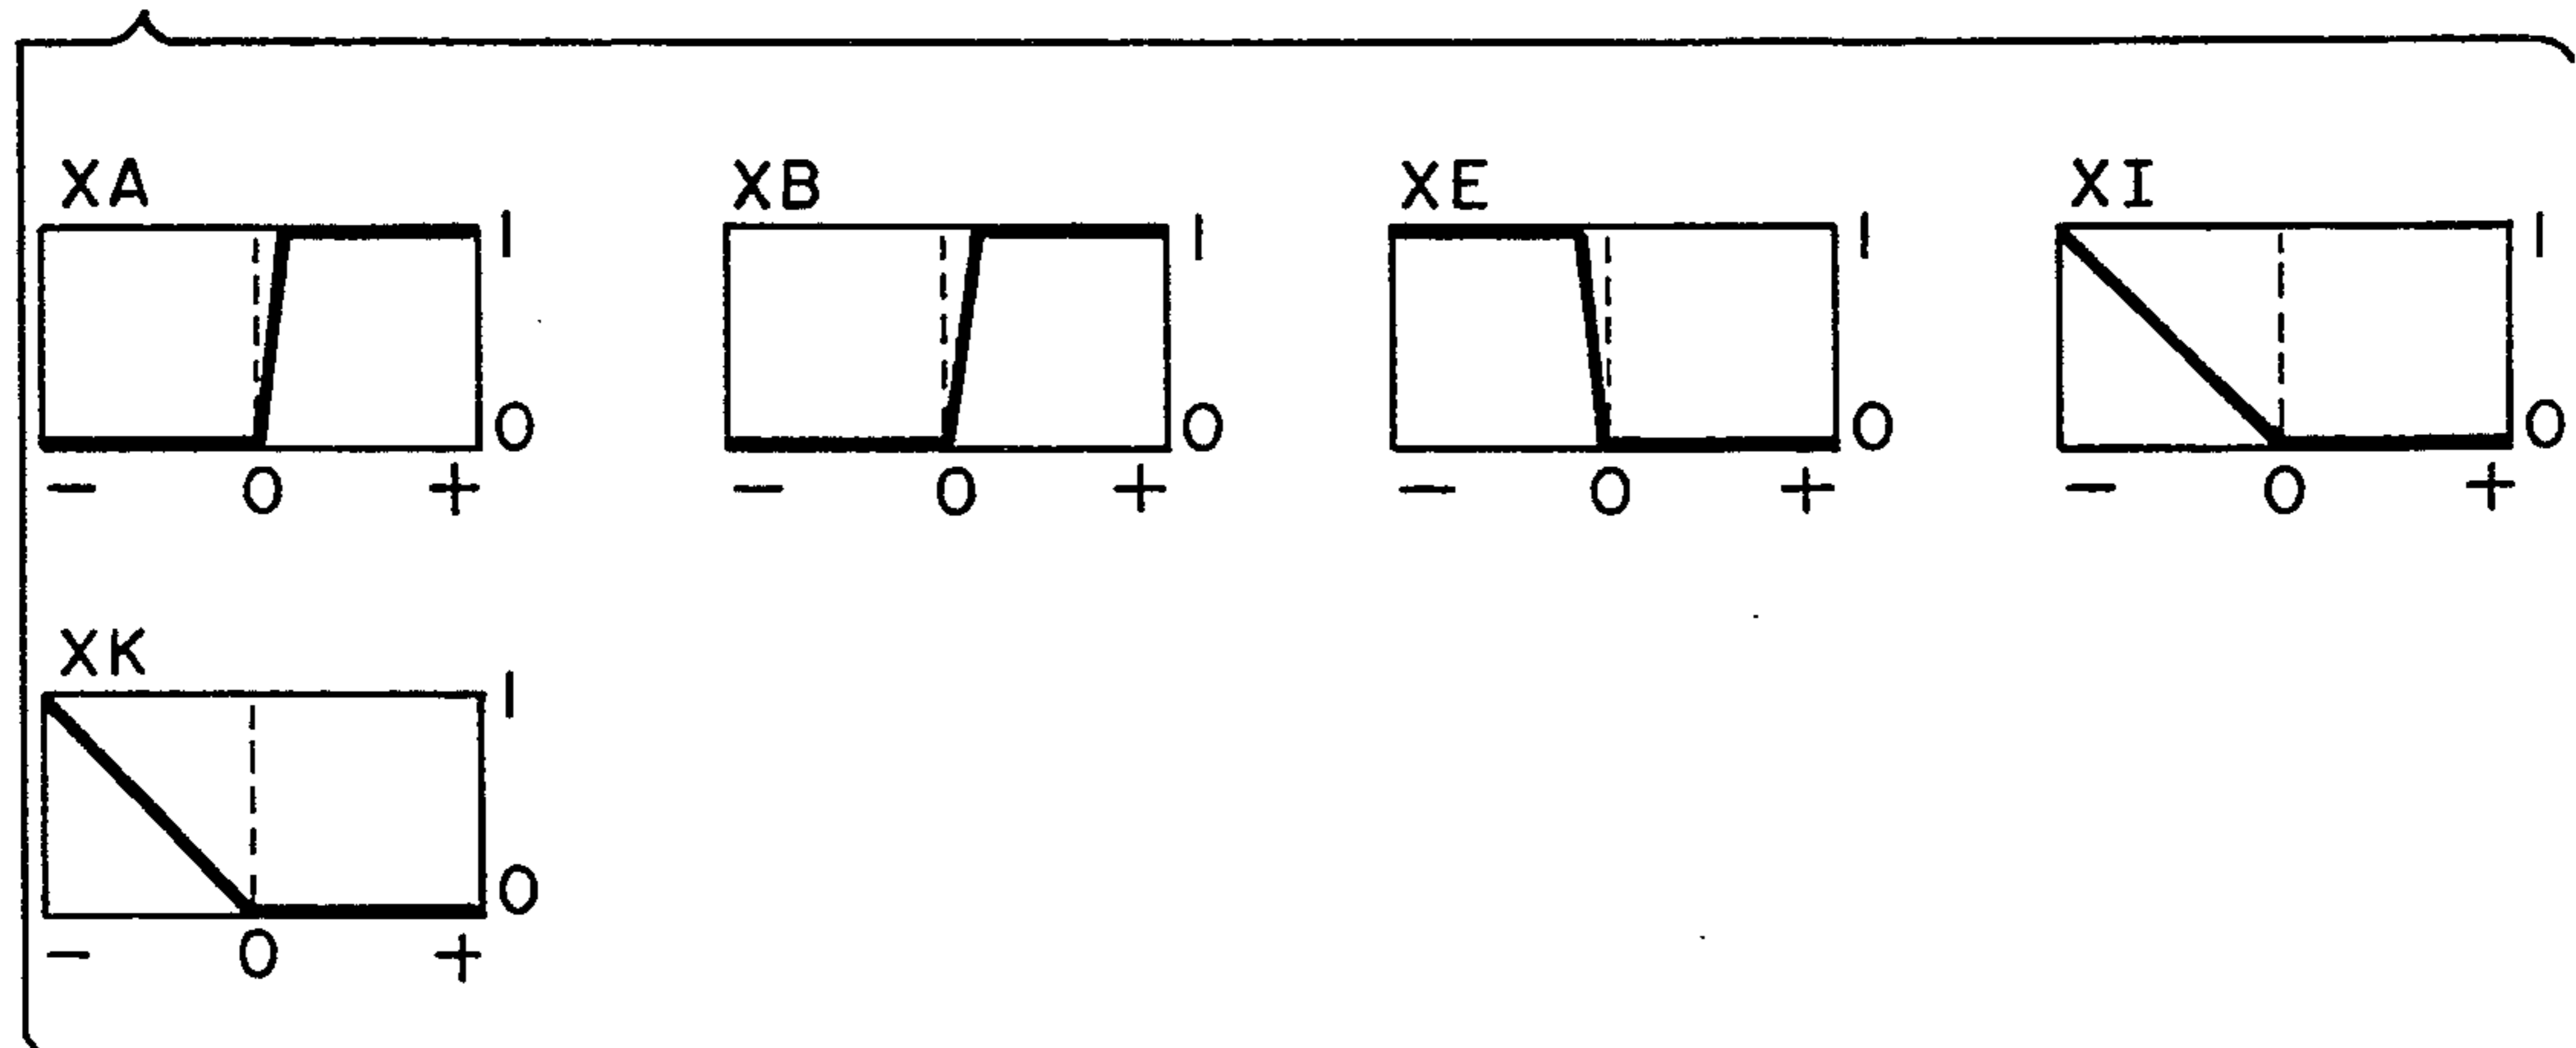 XA XB XE XI
1 1 1 1
0 0 0 0
- 0 + - 0 + - 0 + - 0 +
XK
1
0
- 0 +